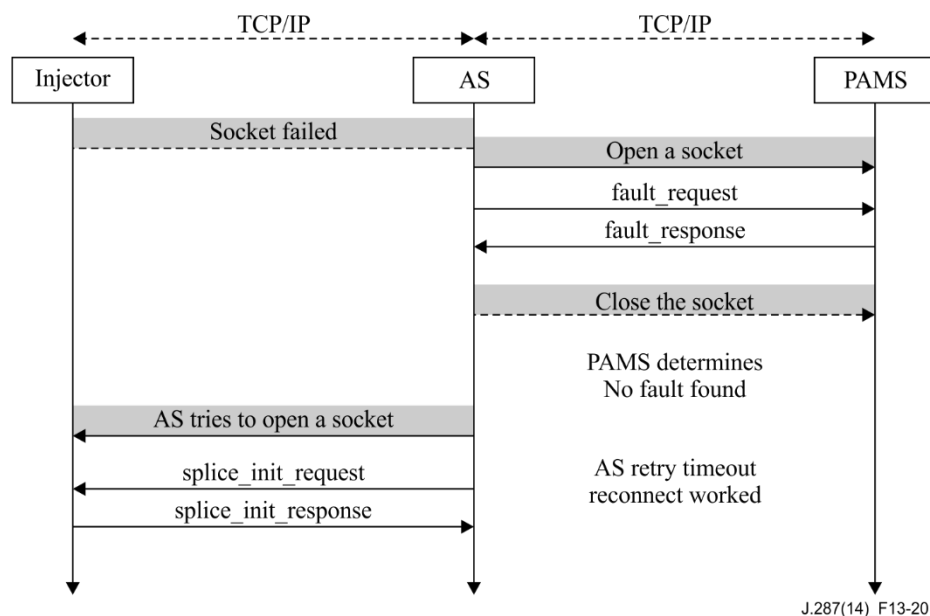 TCP/IP
TCP/IP
Injector
AS
PAMS
Socket failed
Open a socket
fault_request
fault_response
Close the socket
PAMS determines
No fault found
AS tries to open a socket
splice_init_request
AS retry timeout
reconnect worked
splice_init_response
J.287(14)_F13-20